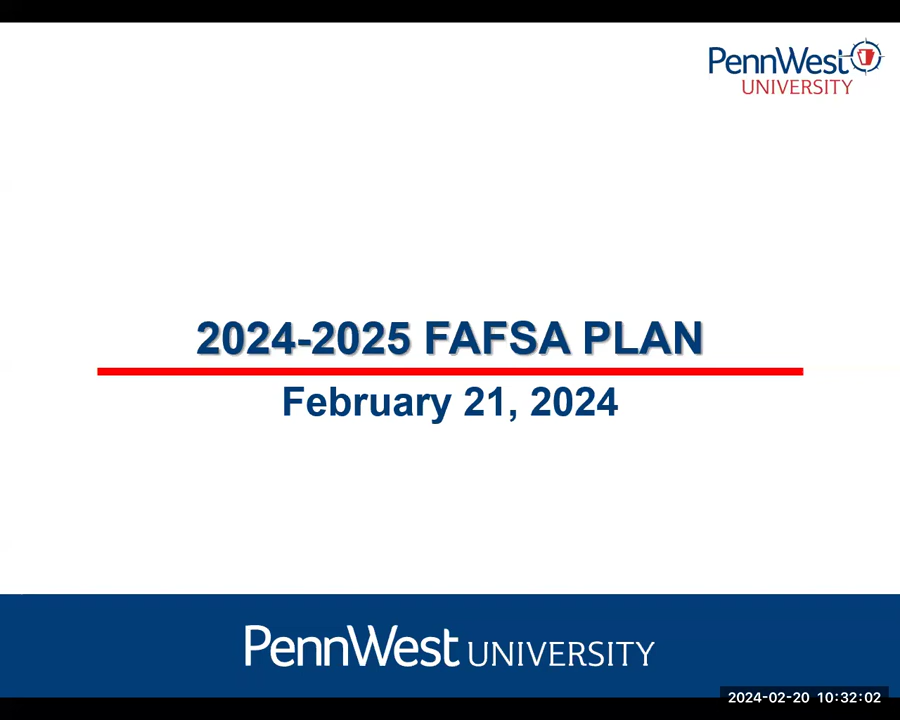 PennWest
UNIVERSITY
2024-2025 FAFSA PLAN
February 21, 2024
PennWest UNIVERSITY
2024-02-20 10:32:02